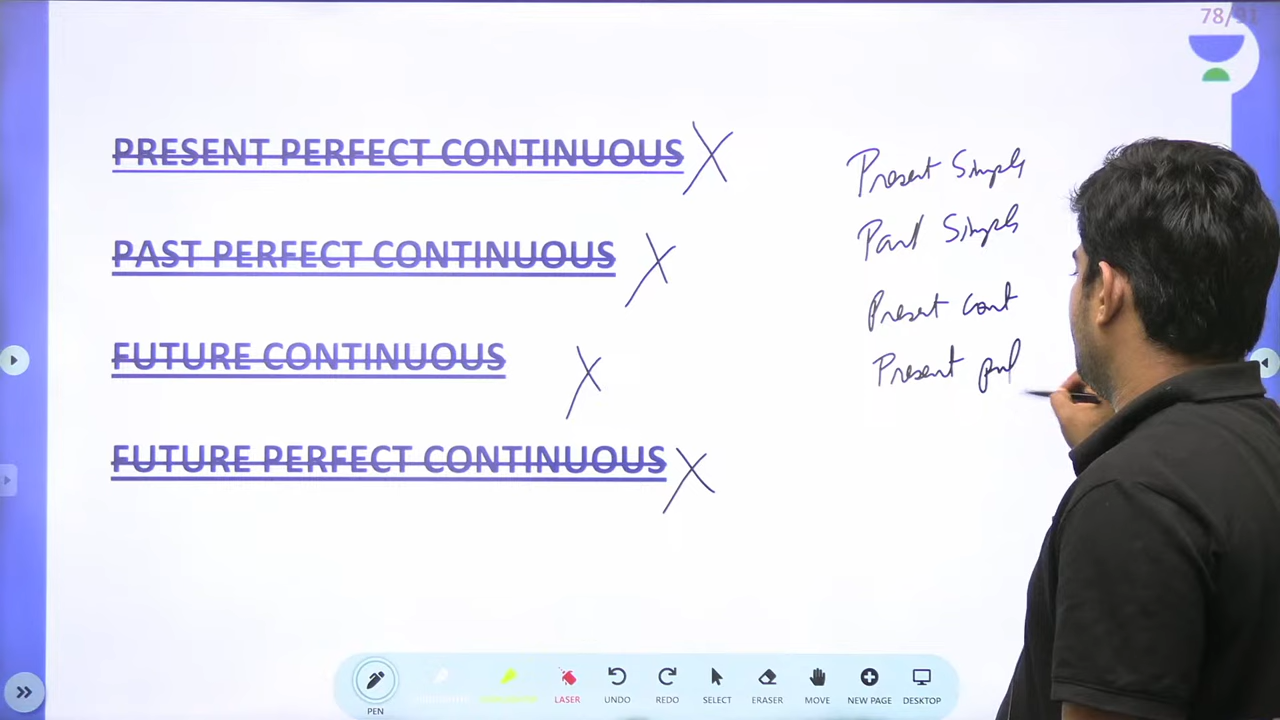 78/91
PRESENT PERFECT CONTINUOUS X
PAST PERFECT CONTINUOUS X
FUTURE CONTINUOUS X
FUTURE PERFECT CONTINUOUS X
Present Simple
Past Simple
Present cont
Present
PEN
HIGHLIGHTER
LASER
UNDO
REDO
SELECT
ERASER
MOVE
NEW PAGE
DESKTOP